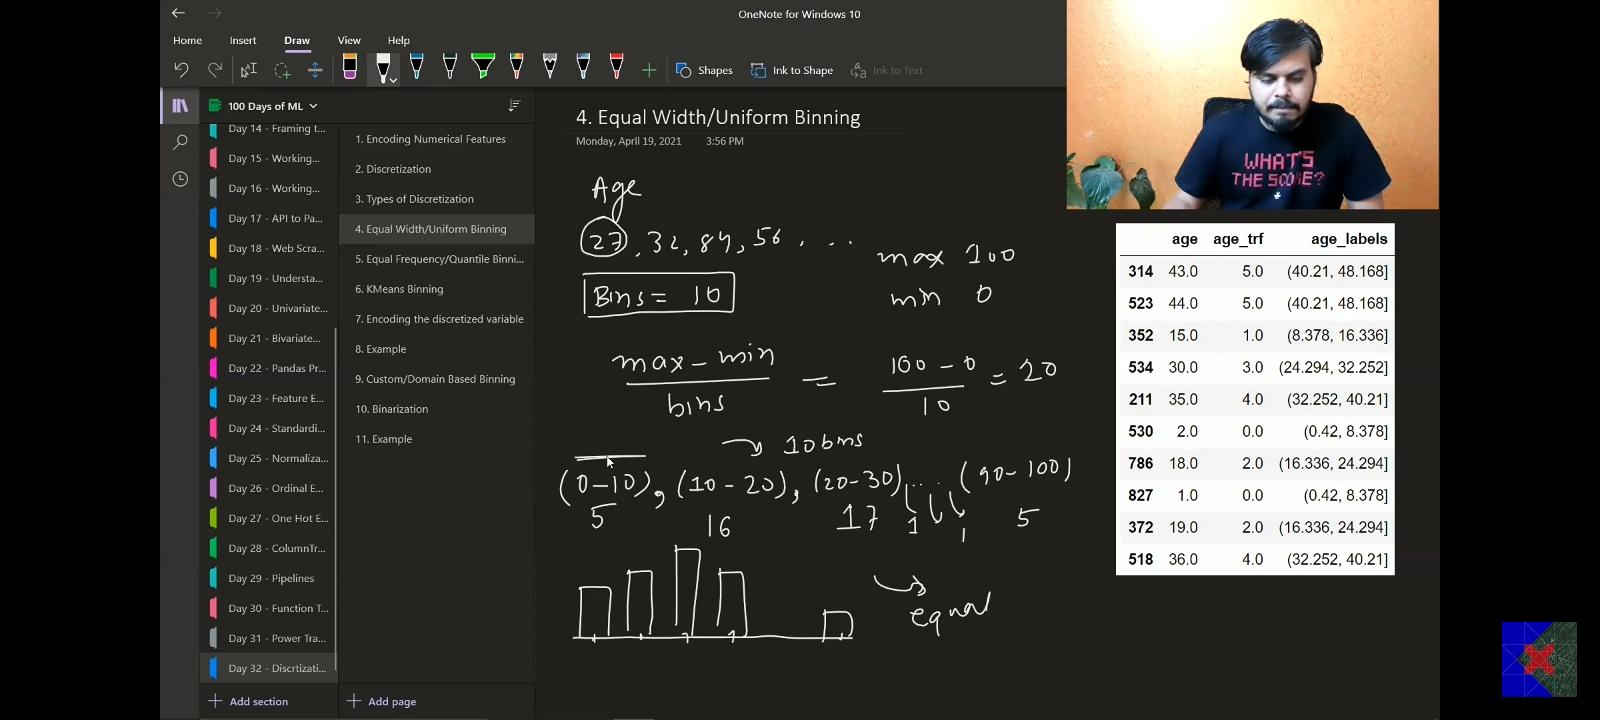 OneNote for Windows 10
Home Insert Draw View Help
Shapes Ink to Shape Ink to Text
100 Days of ML
Day 14 - Framing t...
Day 15 - Working...
Day 16 - Working...
Day 17 - API to Pa...
Day 18 - Web Scra...
Day 19 - Understa...
Day 20 - Univariate...
Day 21 - Bivariate...
Day 22 - Pandas Pr...
Day 23 - Feature E...
Day 24 - Standardi...
Day 25 - Normaliza...
Day 26 - Ordinal E...
Day 27 - One Hot E...
Day 28 - ColumnTr...
Day 29 - Pipelines
Day 30 - Function T...
Day 31 - Power Tra...
Day 32 - Discrtizati...
Add section
1. Encoding Numerical Features
2. Discretization
3. Types of Discretization
4. Equal Width/Uniform Binning
5. Equal Frequency/Quantile Binni...
6. KMeans Binning
7. Encoding the discretized variable
8. Example
9. Custom/Domain Based Binning
10. Binarization
11. Example
Add page
4. Equal Width/Uniform Binning
Monday, April 19, 2021 3:56 PM
Age
27, 32, 84, 56, ...
max 100
Bins = 10
min 0
max - min / bins = 100 - 0 / 10 = 10
10 bins
(0-10), (10-20), (20-30) ... (90-100)
5 16 17 1 1 5
equal
WHAT'S
THE SCORE?
age age_trf age_labels
314 43.0 5.0 (40.21, 48.168]
523 44.0 5.0 (40.21, 48.168]
352 15.0 1.0 (8.378, 16.336]
534 30.0 3.0 (24.294, 32.252]
211 35.0 4.0 (32.252, 40.21]
530 2.0 0.0 (0.42, 8.378]
786 18.0 2.0 (16.336, 24.294]
827 1.0 0.0 (0.42, 8.378]
372 19.0 2.0 (16.336, 24.294]
518 36.0 4.0 (32.252, 40.21]